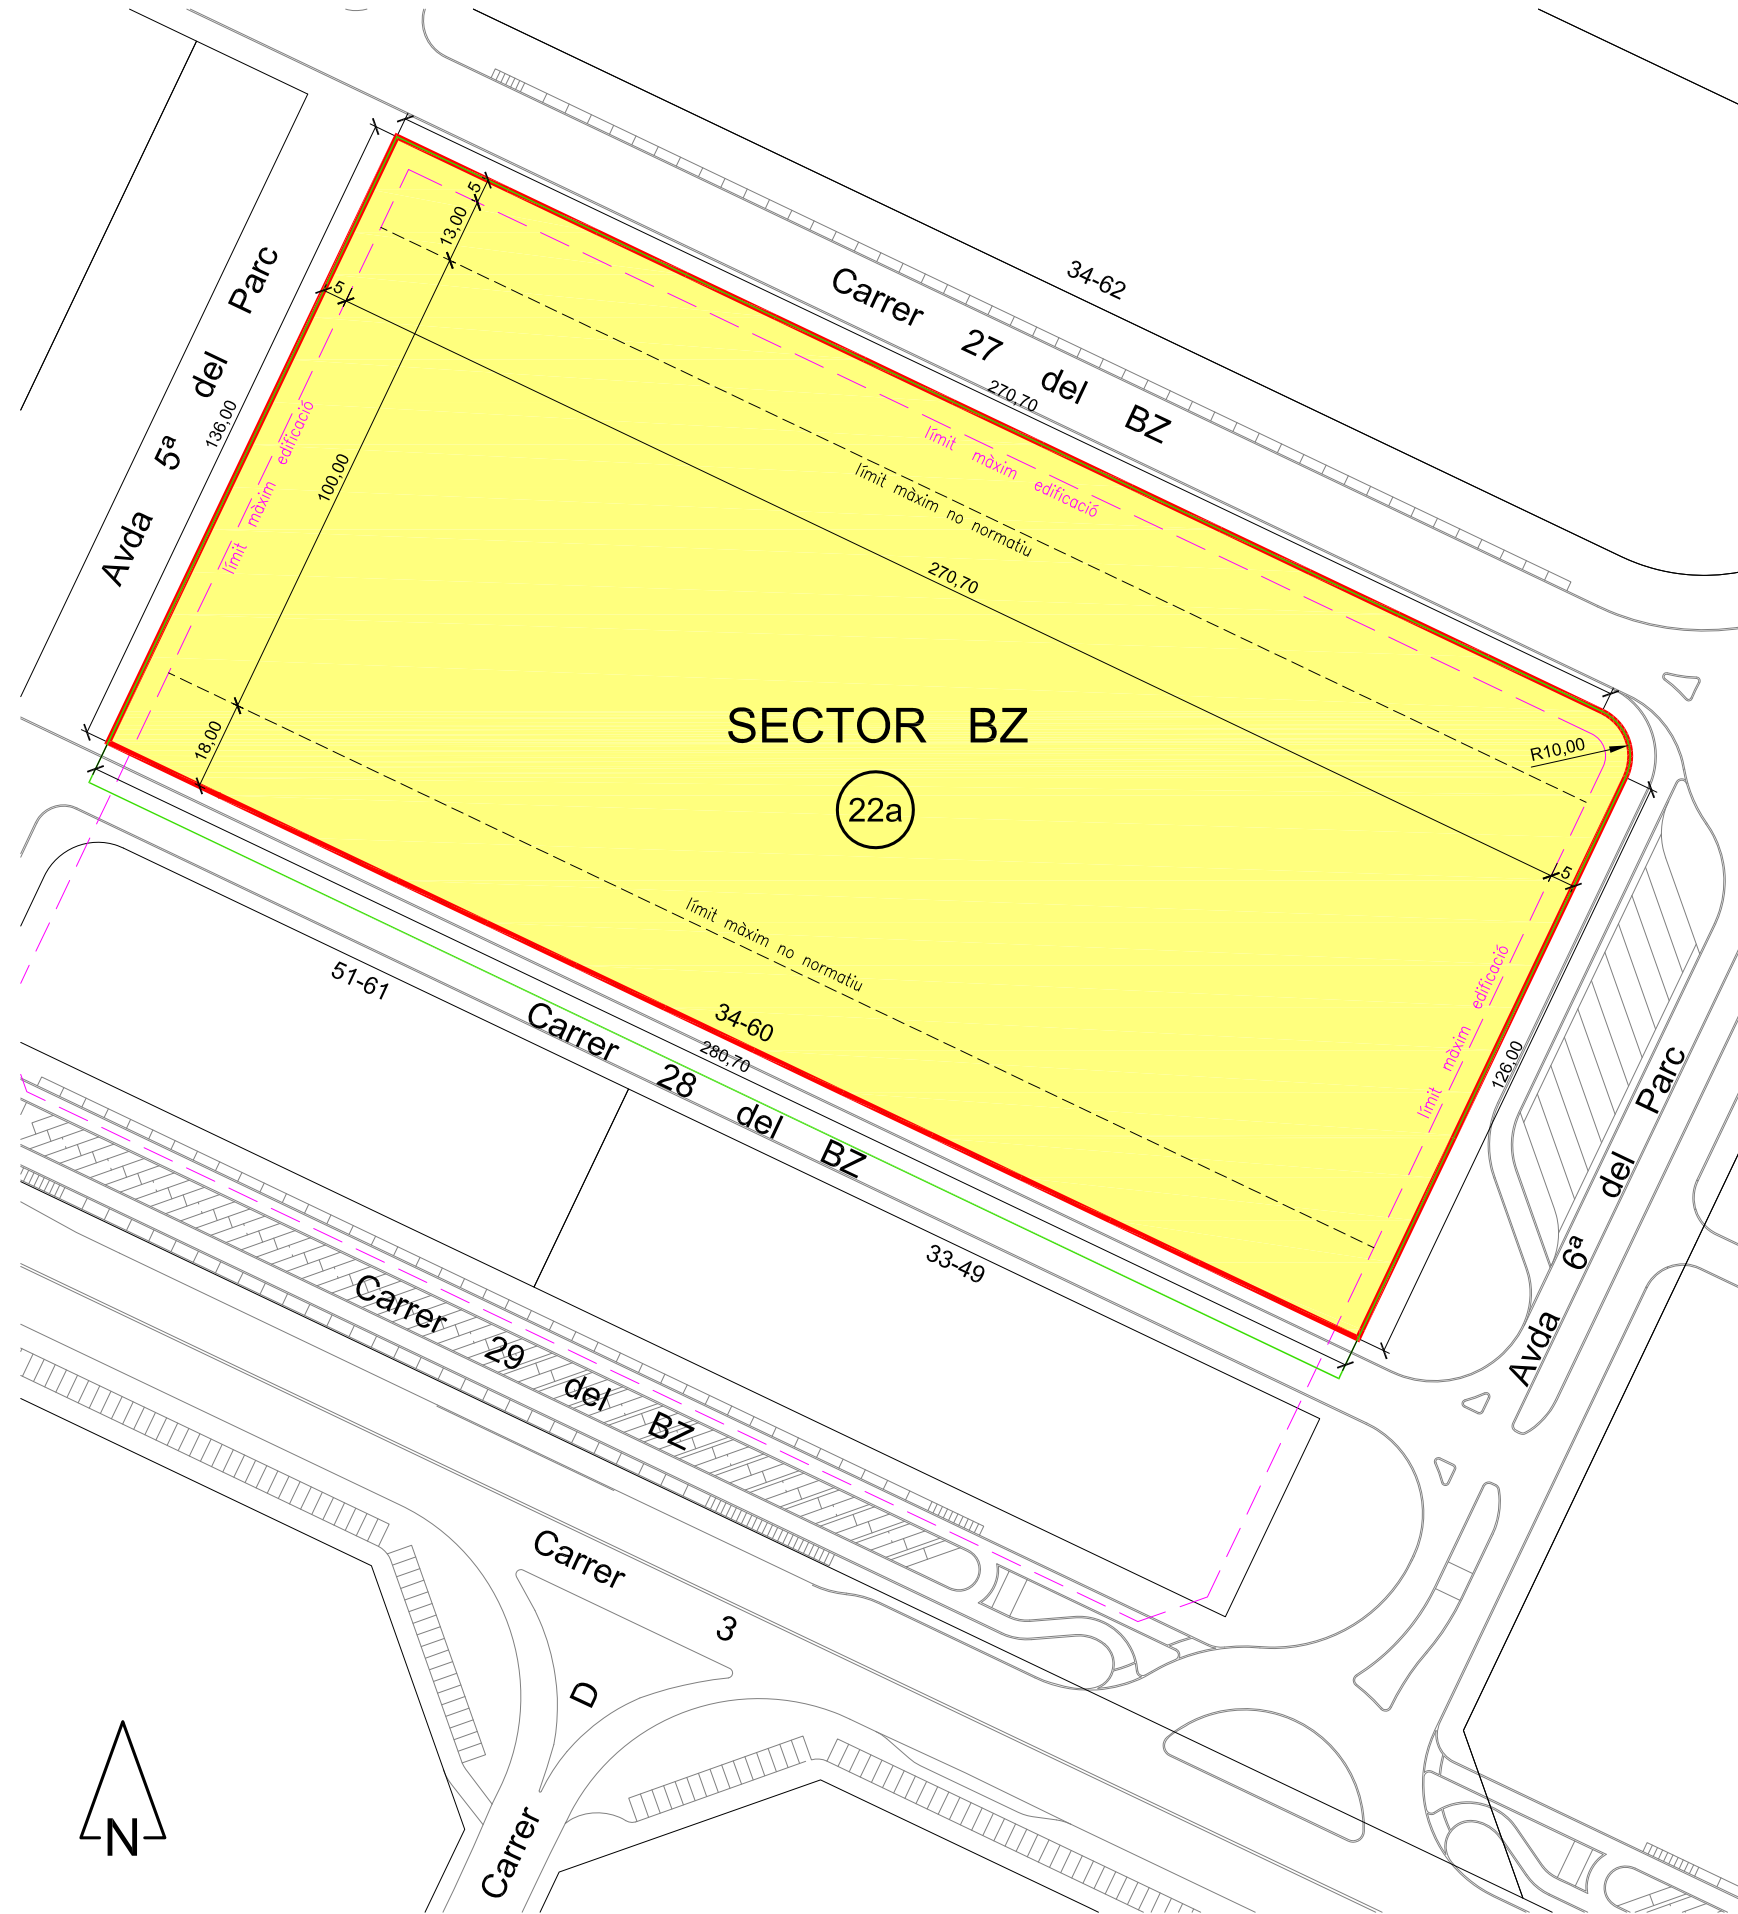 34-62
Carrer 27 del BZ
270,70
5
13,00
Avda 5ª del Parc
136,00
5
límit màxim edificació
límit màxim edificació
límit màxim no normatiu
100,00
270,70
SECTOR BZ
22a
R10,00
18,00
5
límit màxim no normatiu
límit màxim edificació
126,00
34-60
280,70
51-61
Carrer 28 del BZ
33-49
Avda 6ª del Parc
Carrer 29 del BZ
Carrer 3
Carrer D
N